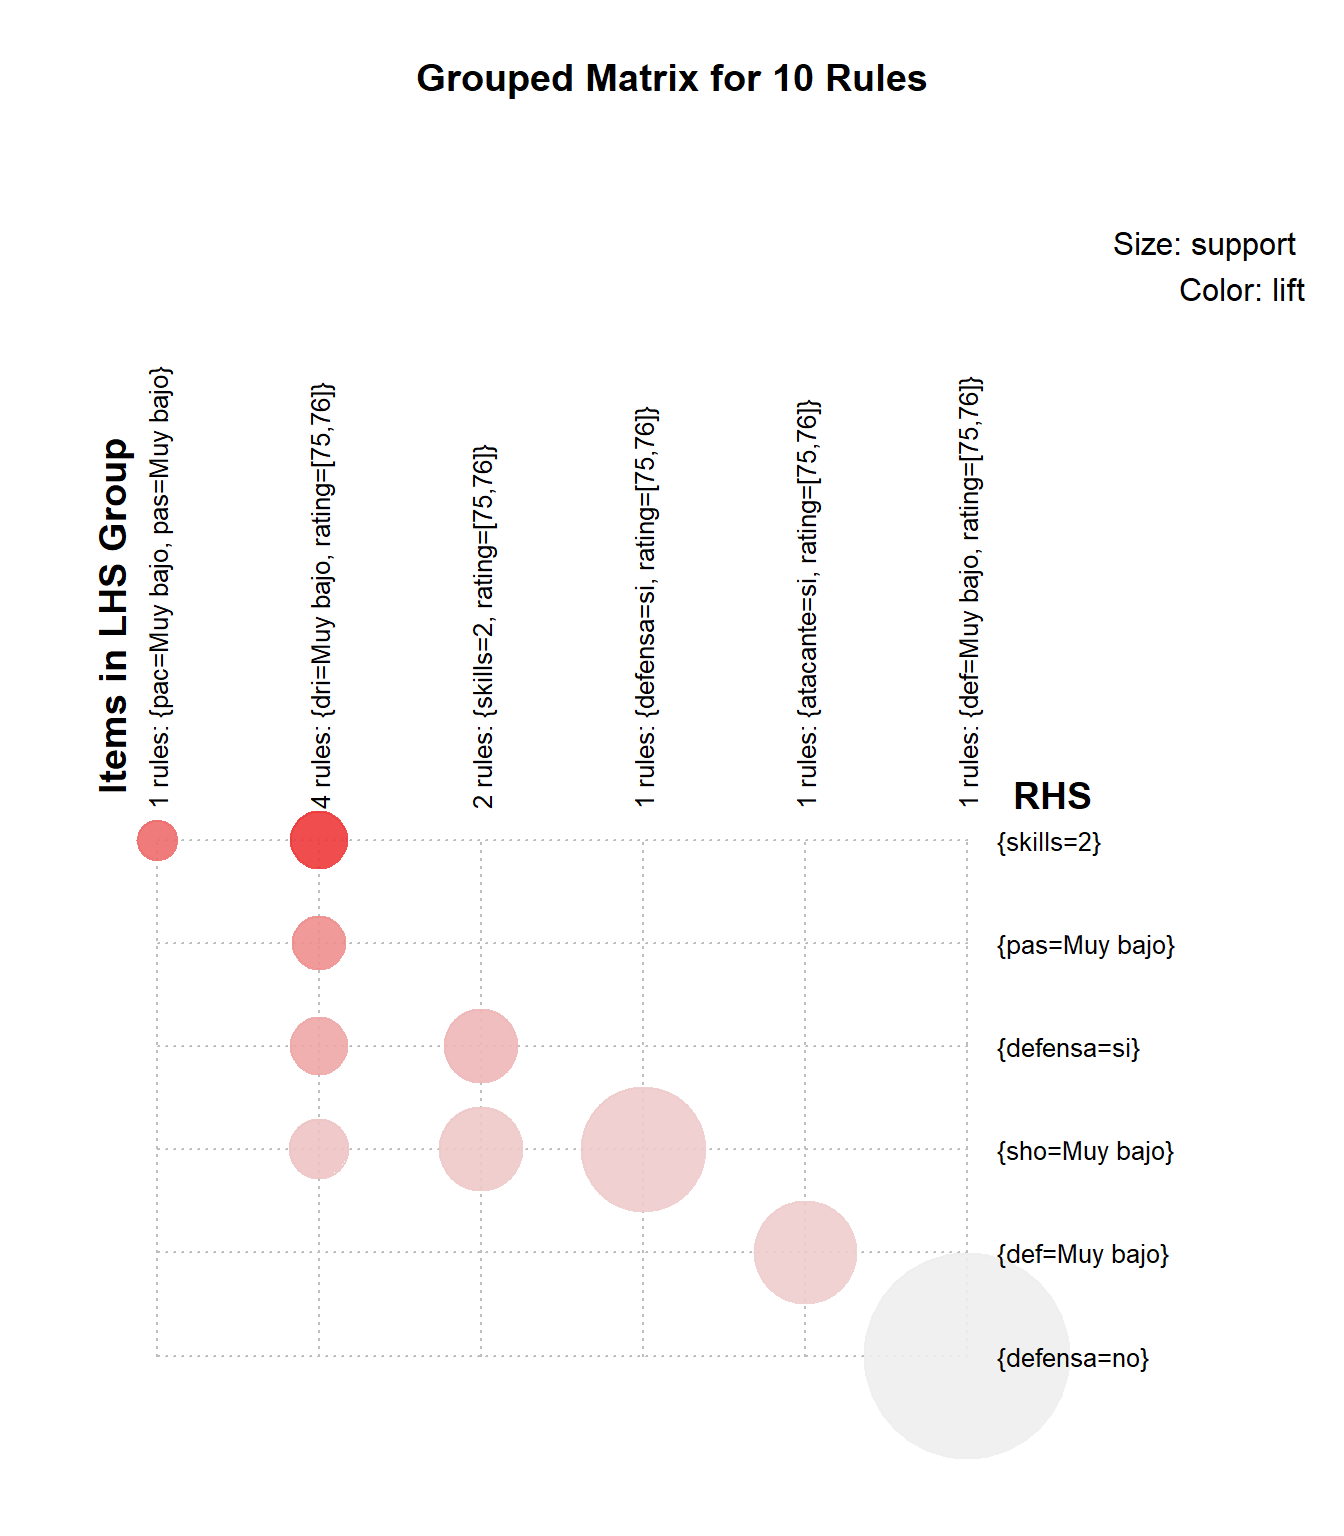 Grouped Matrix for 10 Rules
Size: support
Color: lift
Items in LHS Group
1 rules: {pac=Muy bajo, pas=Muy bajo}
4 rules: {dri=Muy bajo, rating=[75,76]}
2 rules: {skills=2, rating=[75,76]}
1 rules: {defensa=si, rating=[75,76]}
1 rules: {atacante=si, rating=[75,76]}
1 rules: {def=Muy bajo, rating=[75,76]}
RHS
{skills=2}
{pas=Muy bajo}
{defensa=si}
{sho=Muy bajo}
{def=Muy bajo}
{defensa=no}